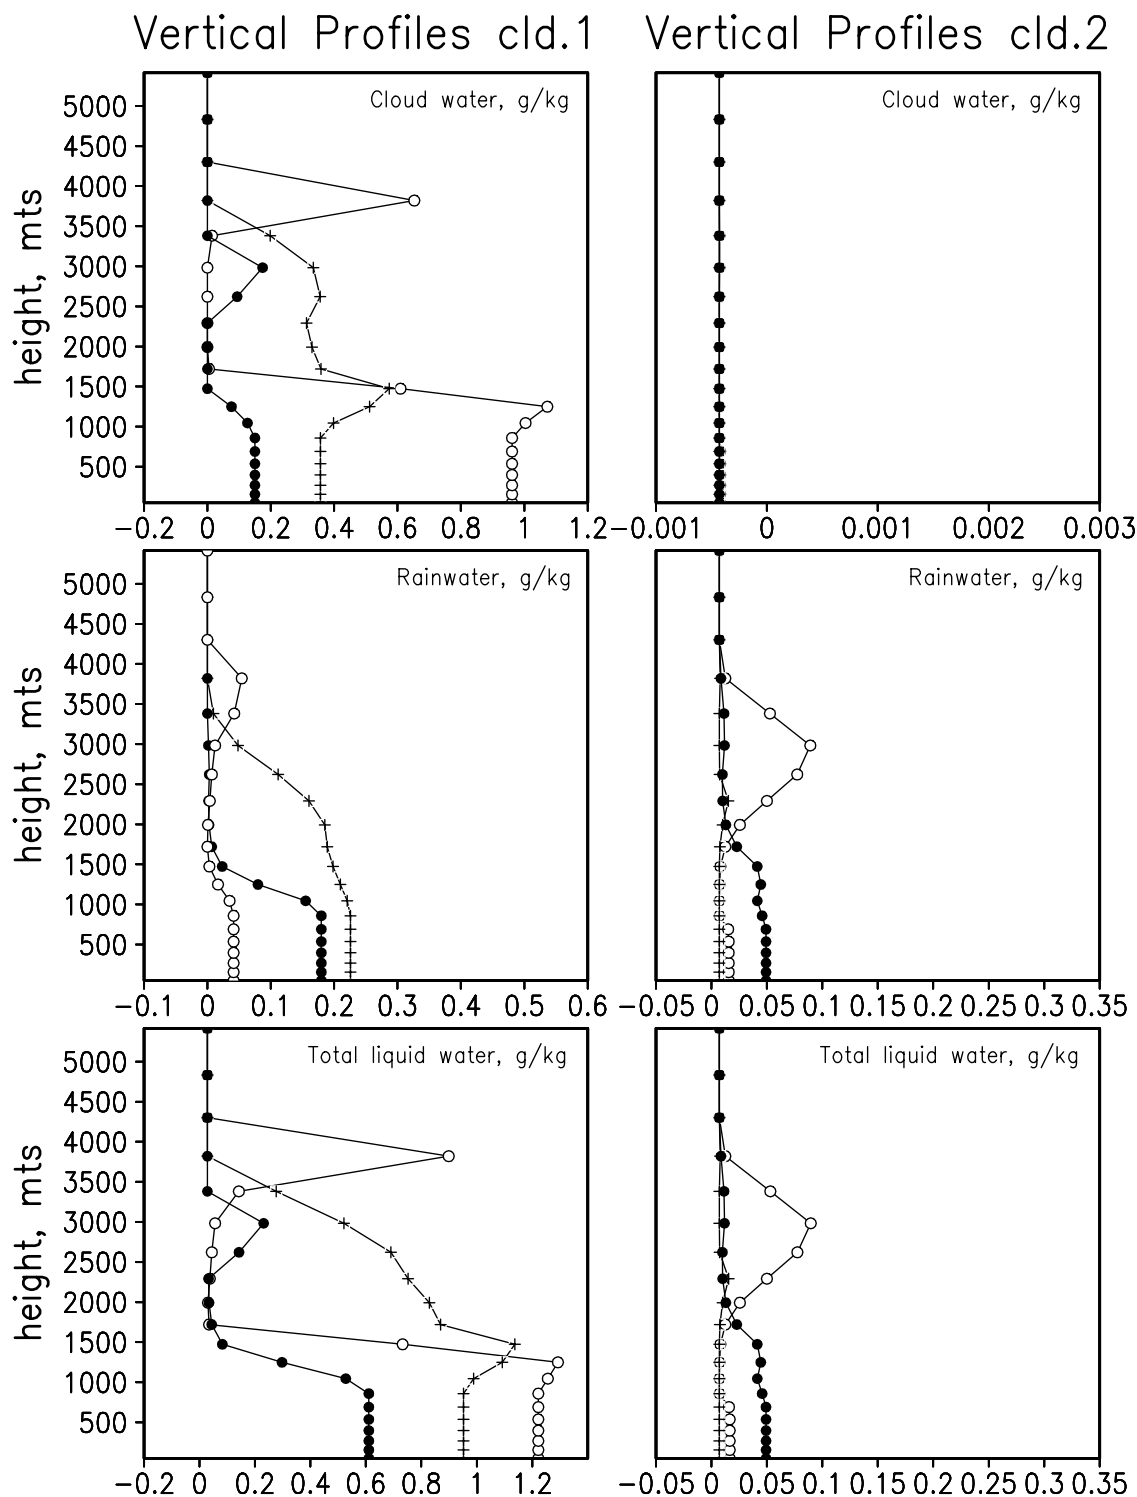 Vertical Profiles cld.1 Vertical Profiles cld.2
Cloud water, g/kg
height, mts
5000
4500
4000
3500
3000
2500
2000
1500
1000
500
-0.2 0 0.2 0.4 0.6 0.8 1 1.2
Cloud water, g/kg
-0.001 0 0.001 0.002 0.003
Rainwater, g/kg
height, mts
5000
4500
4000
3500
3000
2500
2000
1500
1000
500
-0.1 0 0.1 0.2 0.3 0.4 0.5 0.6
Rainwater, g/kg
-0.05 0 0.05 0.1 0.15 0.2 0.25 0.3 0.35
Total liquid water, g/kg
height, mts
5000
4500
4000
3500
3000
2500
2000
1500
1000
500
-0.2 0 0.2 0.4 0.6 0.8 1 1.2
Total liquid water, g/kg
-0.05 0 0.05 0.1 0.15 0.2 0.25 0.3 0.35